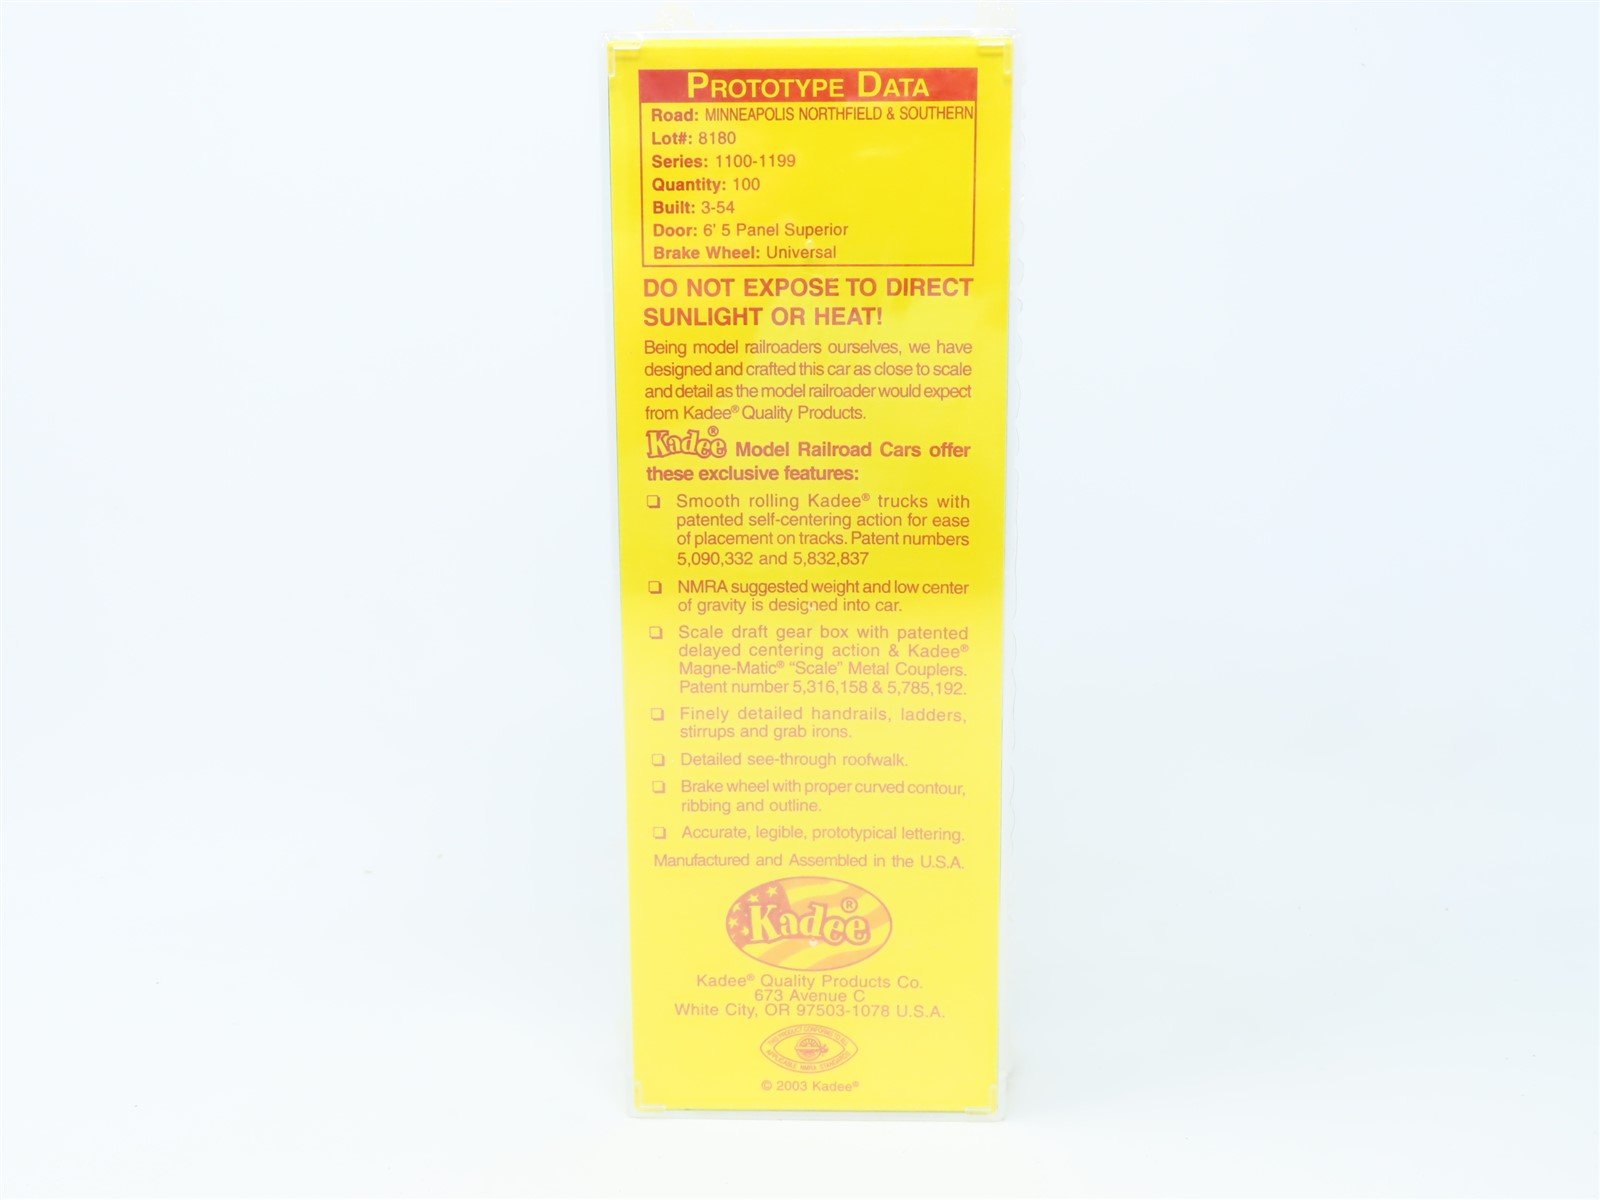 PROTOTYPE DATA
Road: MINNEAPOLIS NORTHFIELD & SOUTHERN
Lot#: 8180
Series: 1100-1199
Quantity: 100
Built: 3-54
Door: 6' 5 Panel Superior
Brake Wheel: Universal
DO NOT EXPOSE TO DIRECT
SUNLIGHT OR HEAT!
Being model railroaders ourselves, we have
designed and crafted this car as close to scale
and detail as the model railroader would expect
from Kadee® Quality Products.
Kadee® Model Railroad Cars offer
these exclusive features:
❑ Smooth rolling Kadee® trucks with
patented self-centering action for ease
of placement on tracks. Patent numbers
5,090,332 and 5,832,837
❑ NMRA suggested weight and low center
of gravity is designed into car.
❑ Scale draft gear box with patented
delayed centering action & Kadee®
Magne-Matic® “Scale” Metal Couplers.
Patent number 5,316,158 & 5,785,192.
❑ Finely detailed handrails, ladders,
stirrups and grab irons.
❑ Detailed see-through roofwalk.
❑ Brake wheel with proper curved contour,
ribbing and outline.
❑ Accurate, legible, prototypical lettering.
Manufactured and Assembled in the U.S.A.
Kadee®
Kadee® Quality Products Co.
673 Avenue C
White City, OR 97503-1078 U.S.A.
THIS PRODUCT CONFORMS TO ALL
APPLICABLE NMRA STANDARDS
© 2003 Kadee®